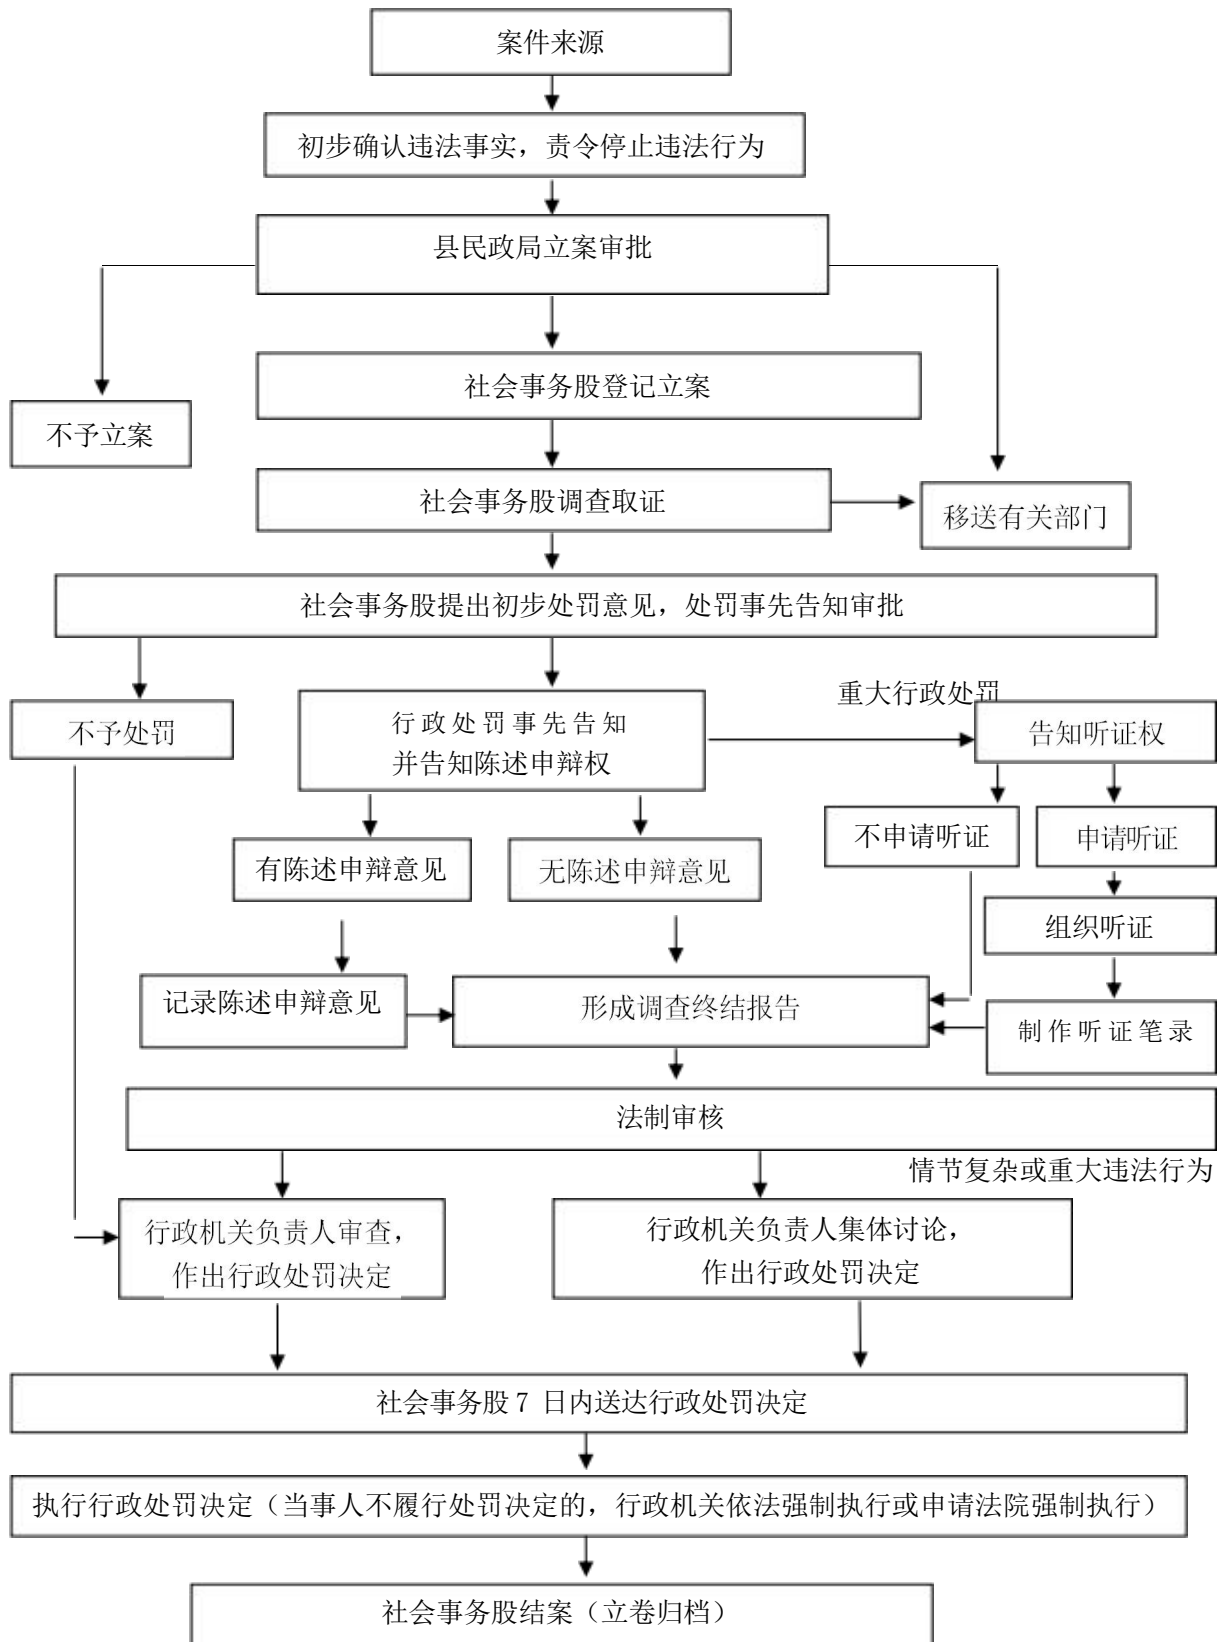 案件来源
初步确认违法事实，责令停止违法行为
县民政局立案审批
社会事务股登记立案
不予立案
社会事务股调查取证
移送有关部门
社会事务股提出初步处罚意见，处罚事先告知审批
重大行政处罚
不予处罚
行政处罚事先告知
并告知陈述申辩权
告知听证权
不申请听证
申请听证
有陈述申辩意见
无陈述申辩意见
组织听证
记录陈述申辩意见
形成调查终结报告
制作听证笔录
法制审核
情节复杂或重大违法行为
行政机关负责人审查，
作出行政处罚决定
行政机关负责人集体讨论，
作出行政处罚决定
社会事务股 7 日内送达行政处罚决定
执行行政处罚决定（当事人不履行处罚决定的，行政机关依法强制执行或申请法院强制执行）
社会事务股结案（立卷归档）